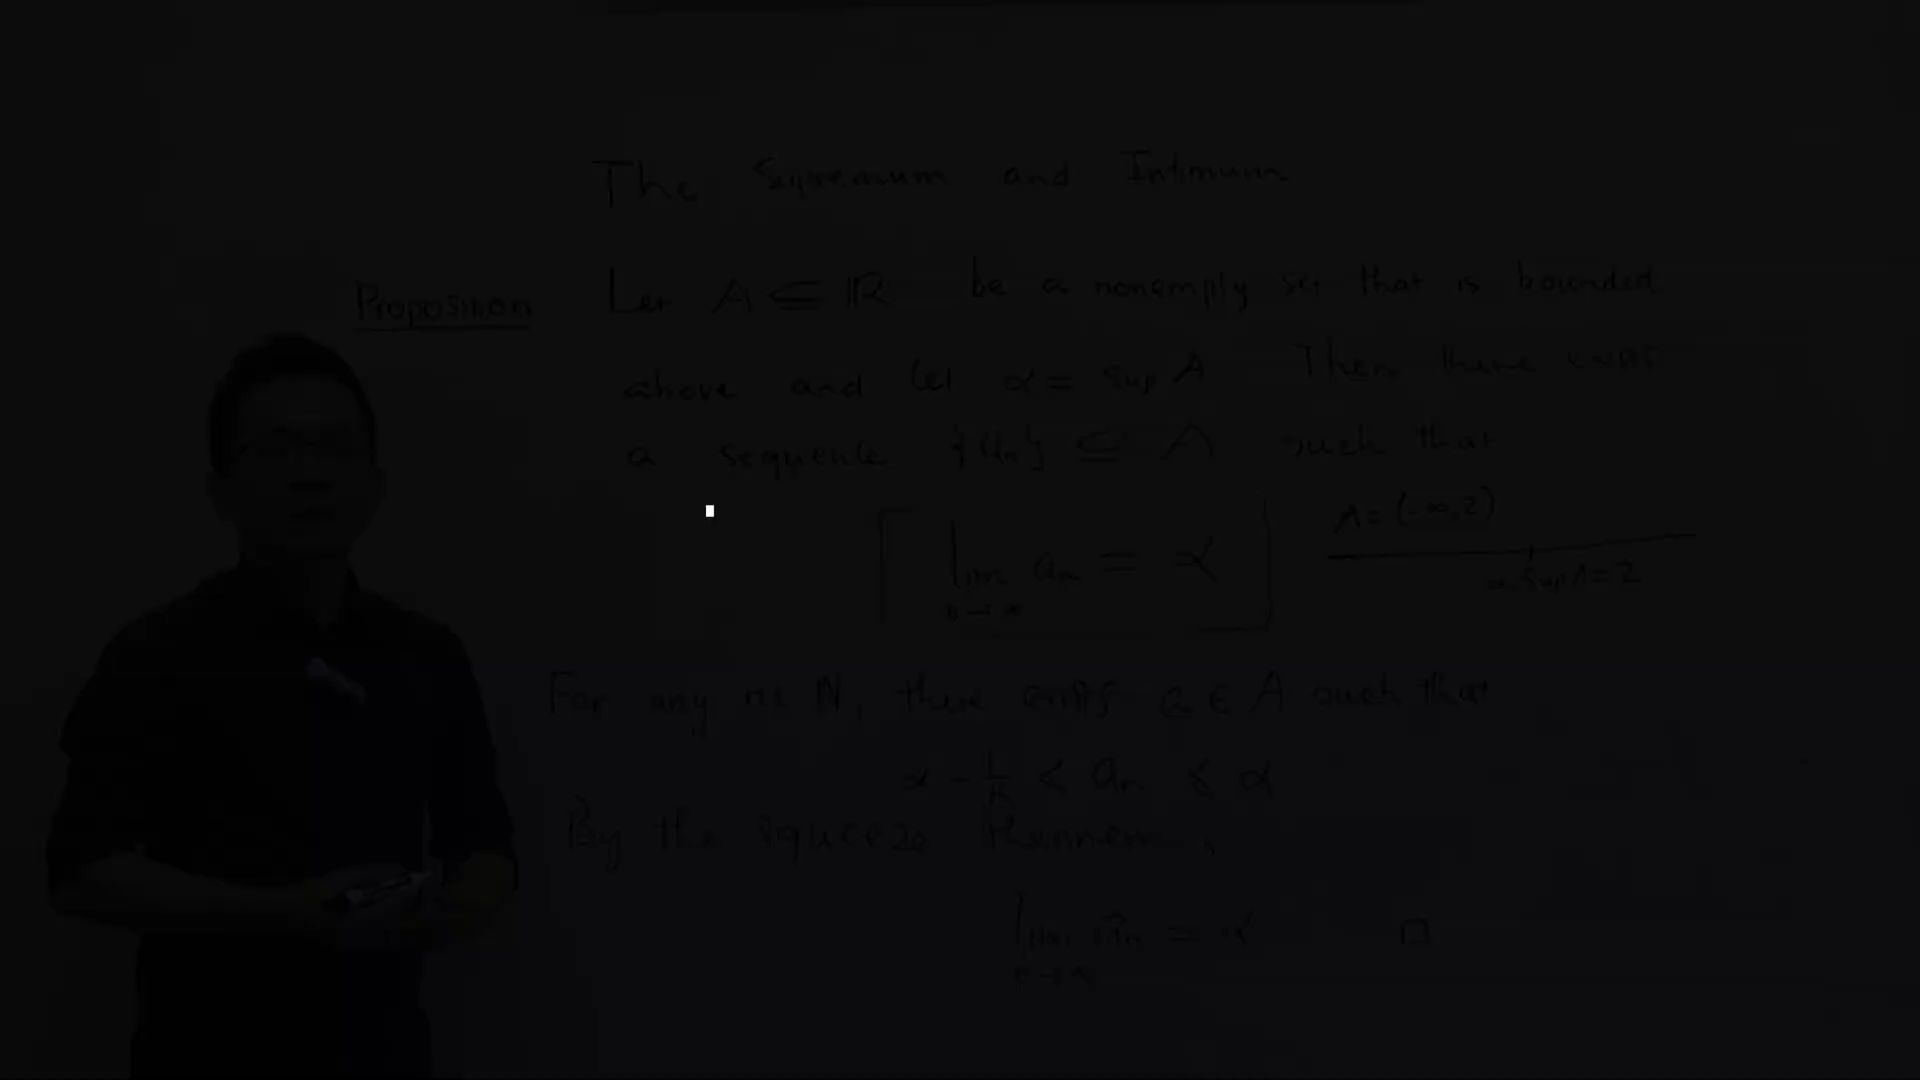 The Supremum and Infimum
Proposition Let A ⊆ ℝ be a nonempty set that is bounded
above and let α = sup A Then there exists
a sequence {aₙ} ⊆ A such that
A = (-∞, 2)
lim aₙ = α
n → ∞
α = Sup A = 2
For any n ∈ ℕ, there exists aₙ ∈ A such that
α - 1/n < aₙ ≤ α
By the squeeze theorem,
lim aₙ = α □
n → ∞